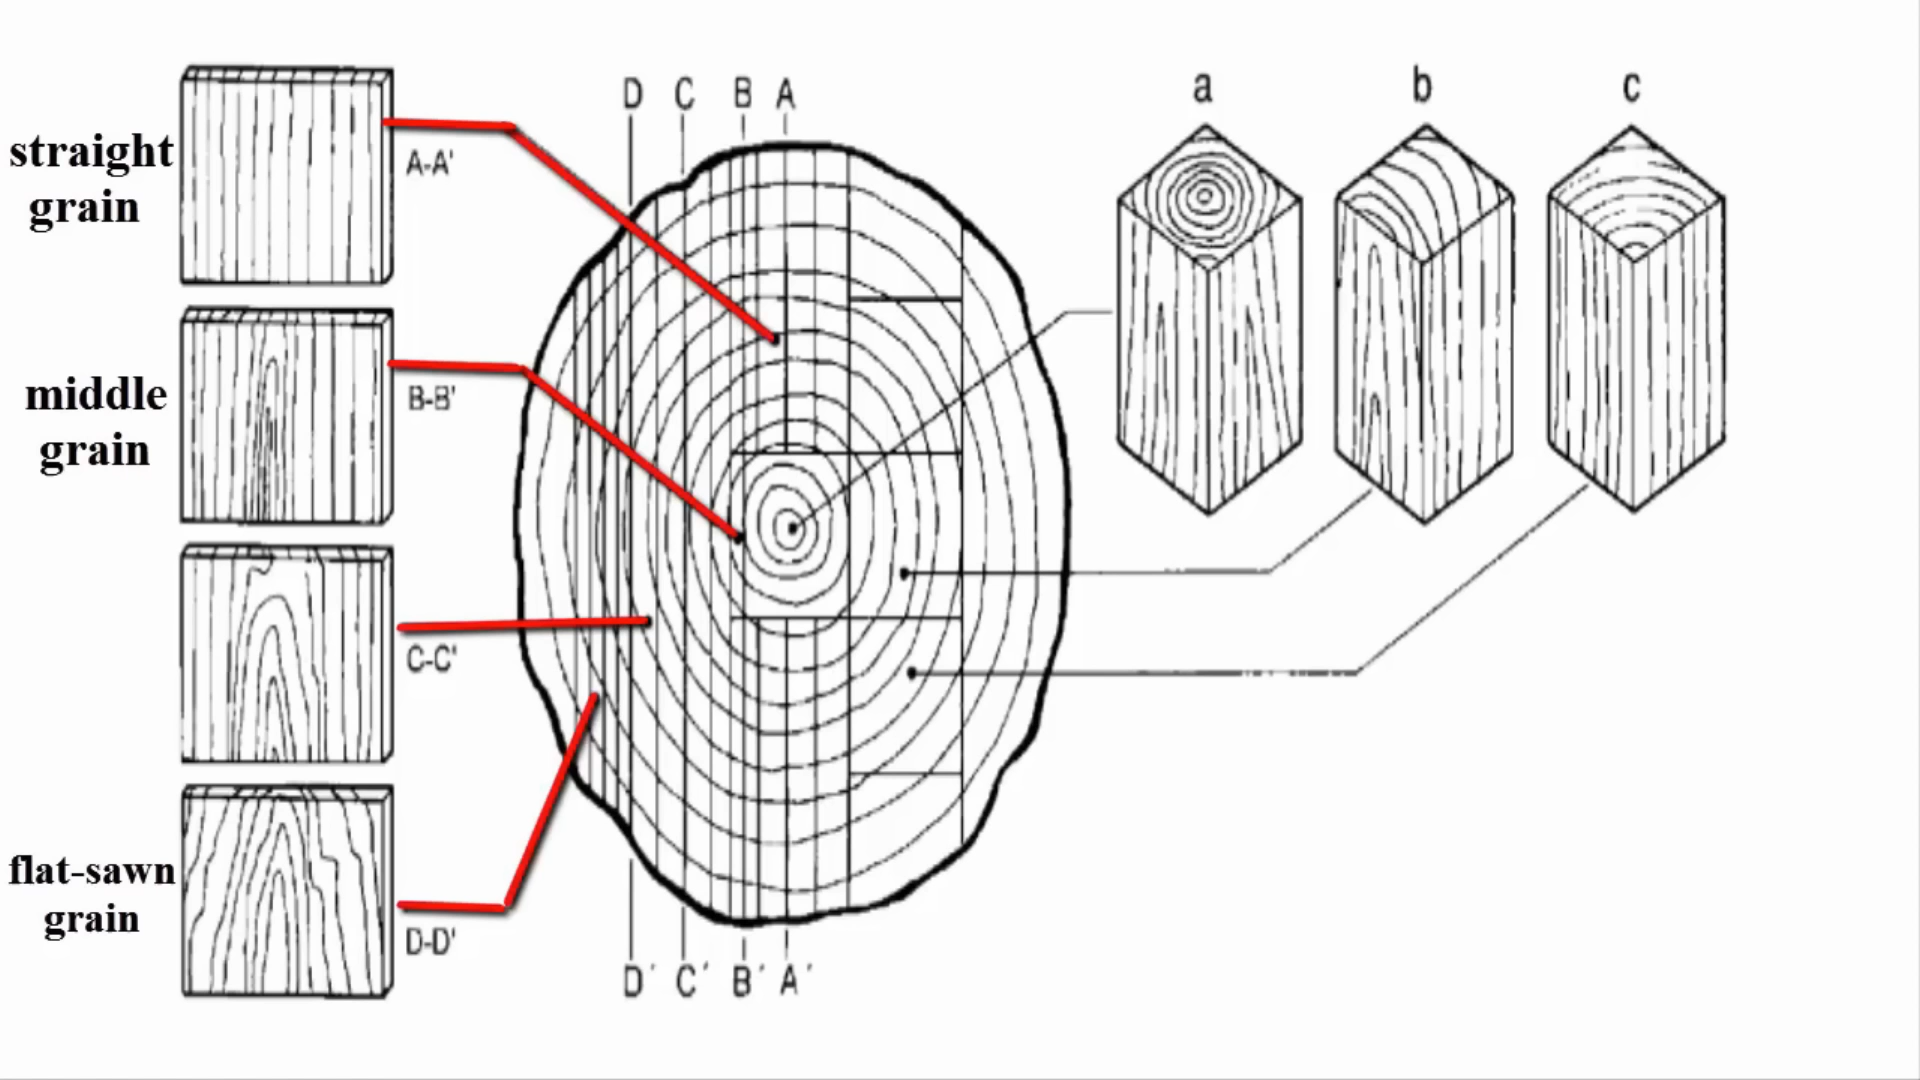 straight
grain
A-A'
middle
grain
B-B'
C-C'
flat-sawn
grain
D-D'
D C B A
D´ C´ B´ A´
a b c